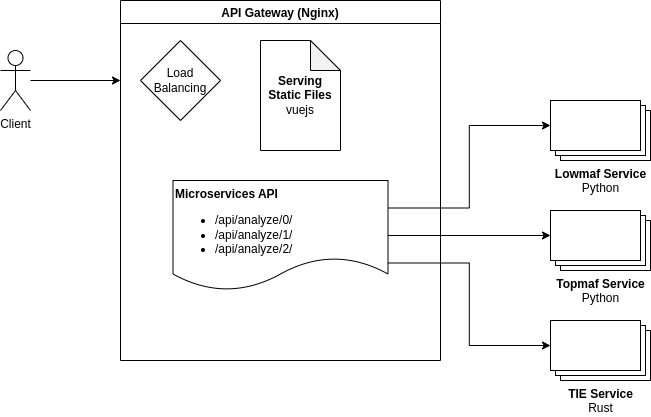 API Gateway (Nginx)
Load
Balancing
Serving
Static Files
vuejs
Client
Microservices API
• /api/analyze/0/
• /api/analyze/1/
• /api/analyze/2/
Lowmaf Service
Python
Topmaf Service
Python
TIE Service
Rust